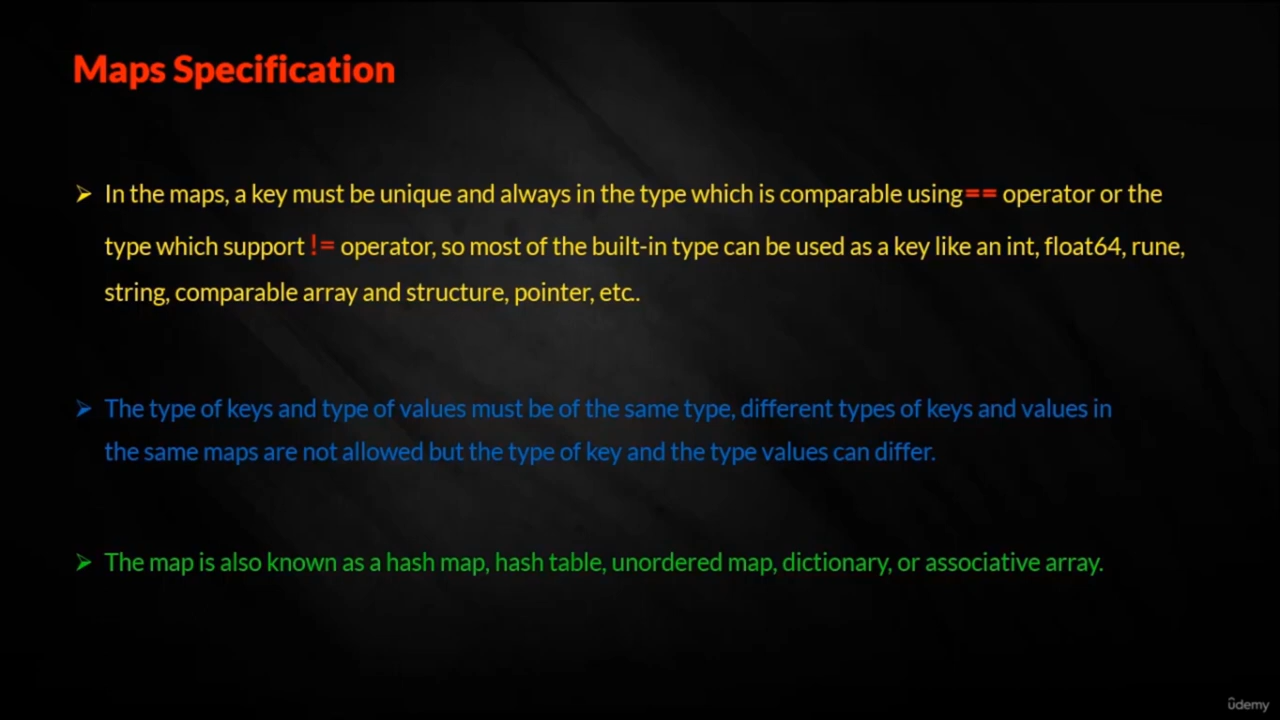 Maps Specification
➢ In the maps, a key must be unique and always in the type which is comparable using== operator or the
type which support != operator, so most of the built-in type can be used as a key like an int, float64, rune,
string, comparable array and structure, pointer, etc..
➢ The type of keys and type of values must be of the same type, different types of keys and values in
the same maps are not allowed but the type of key and the type values can differ.
➢ The map is also known as a hash map, hash table, unordered map, dictionary, or associative array.
ûdemy